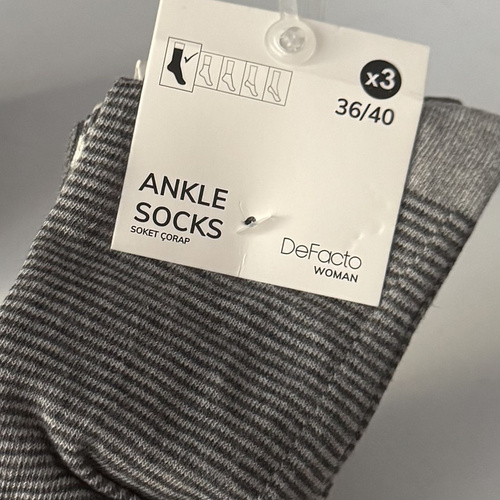 x3
36/40
ANKLE
SOCKS
SOKET ÇORAP
DeFacto
WOMAN